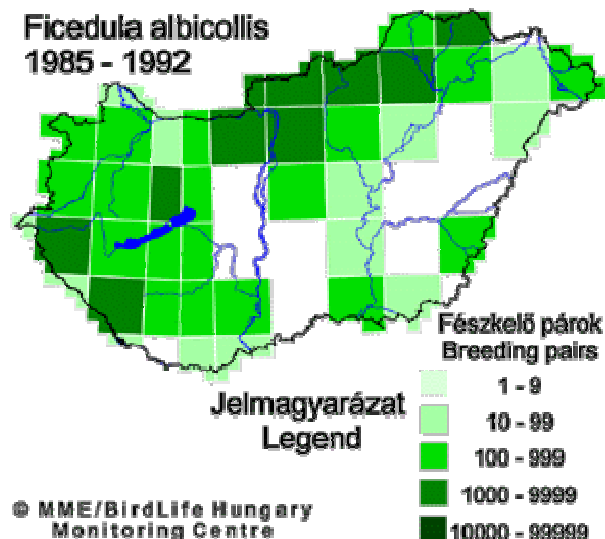 Ficedula albicollis
1985 - 1992
Fészkelő párok
Breeding pairs
1 - 9
10 - 99
100 - 999
1000 - 9999
10000 - 99999
Jelmagyarázat
Legend
© MME/BirdLife Hungary
Monitoring Centre